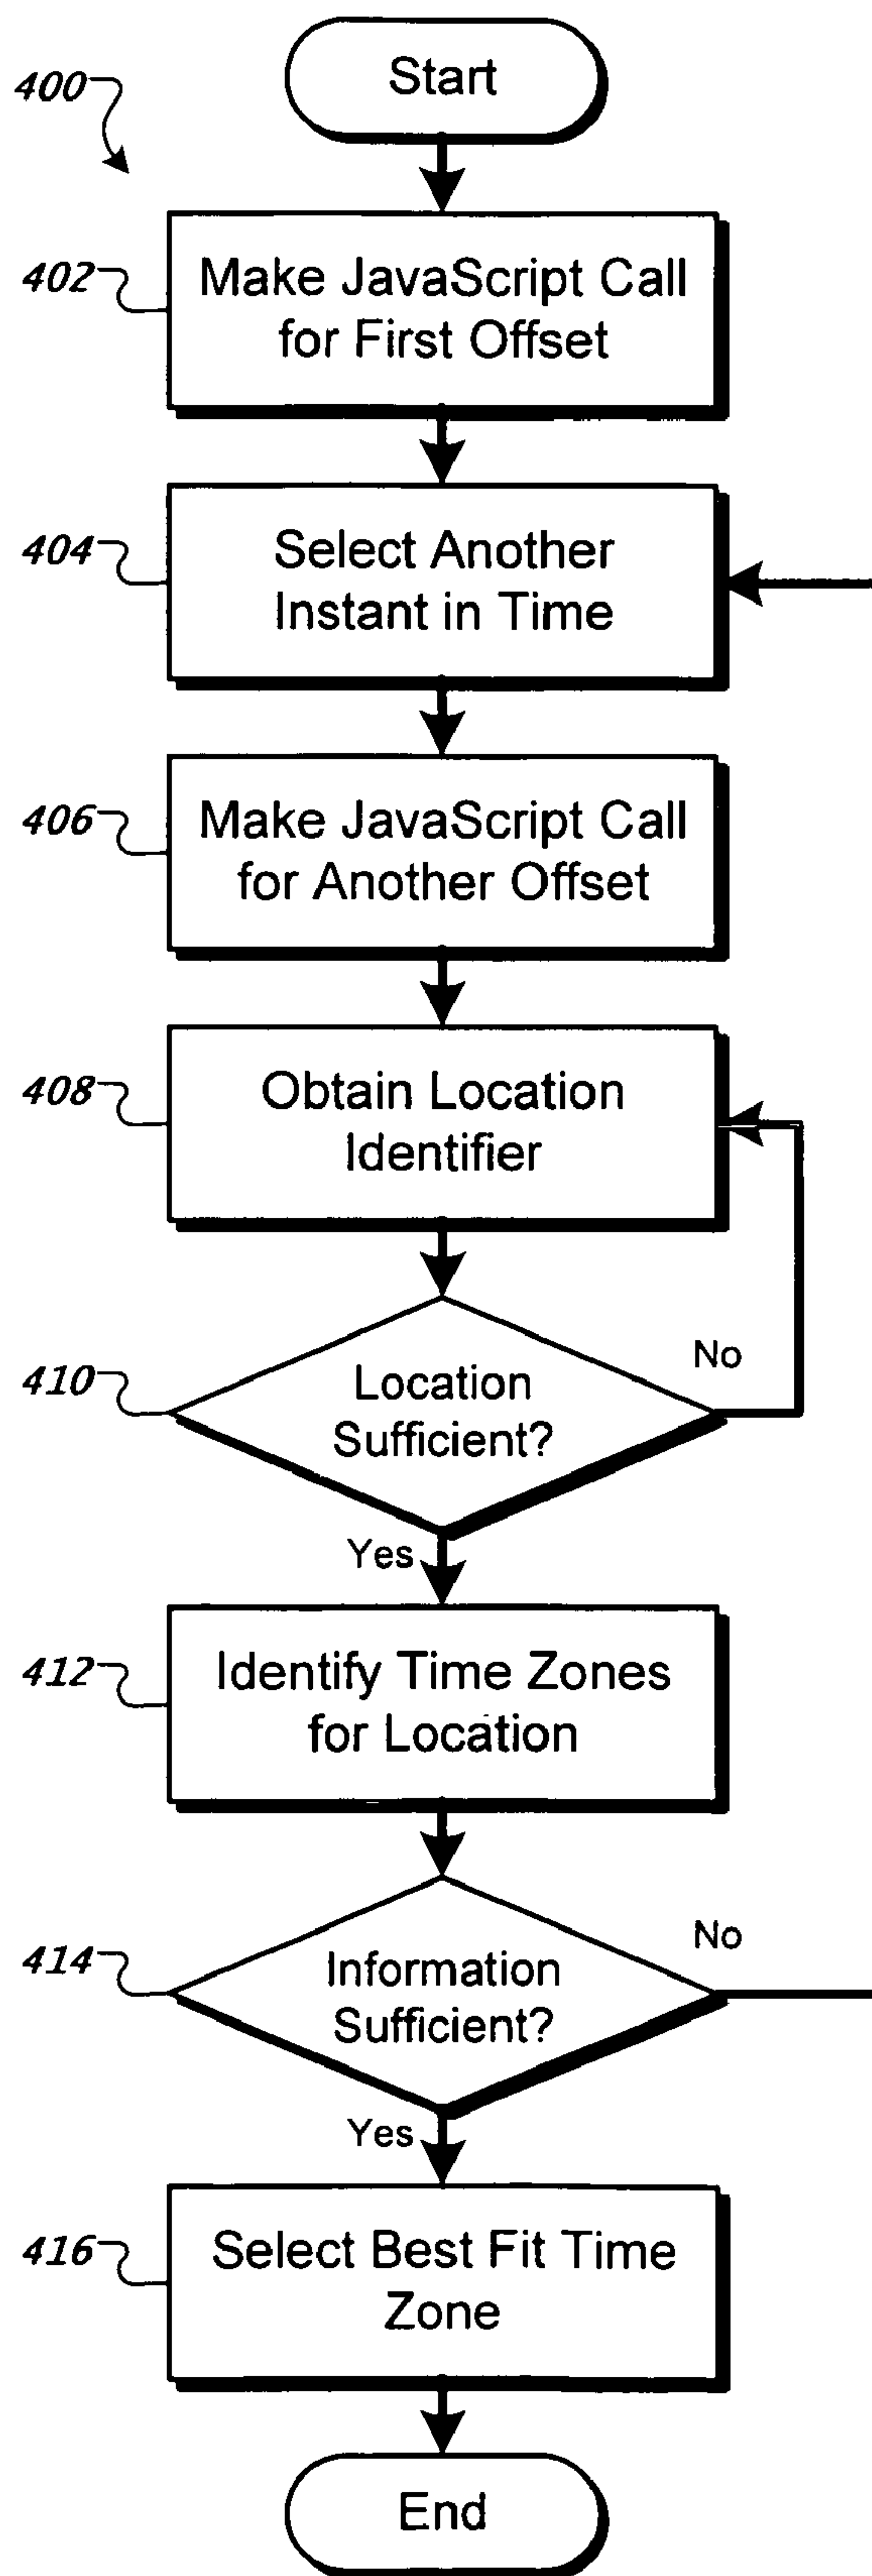 Start
400
402
Make JavaScript Call
for First Offset
404
Select Another
Instant in Time
406
Make JavaScript Call
for Another Offset
408
Obtain Location
Identifier
410
Location
Sufficient?
No
Yes
412
Identify Time Zones
for Location
414
Information
Sufficient?
No
Yes
416
Select Best Fit Time
Zone
End